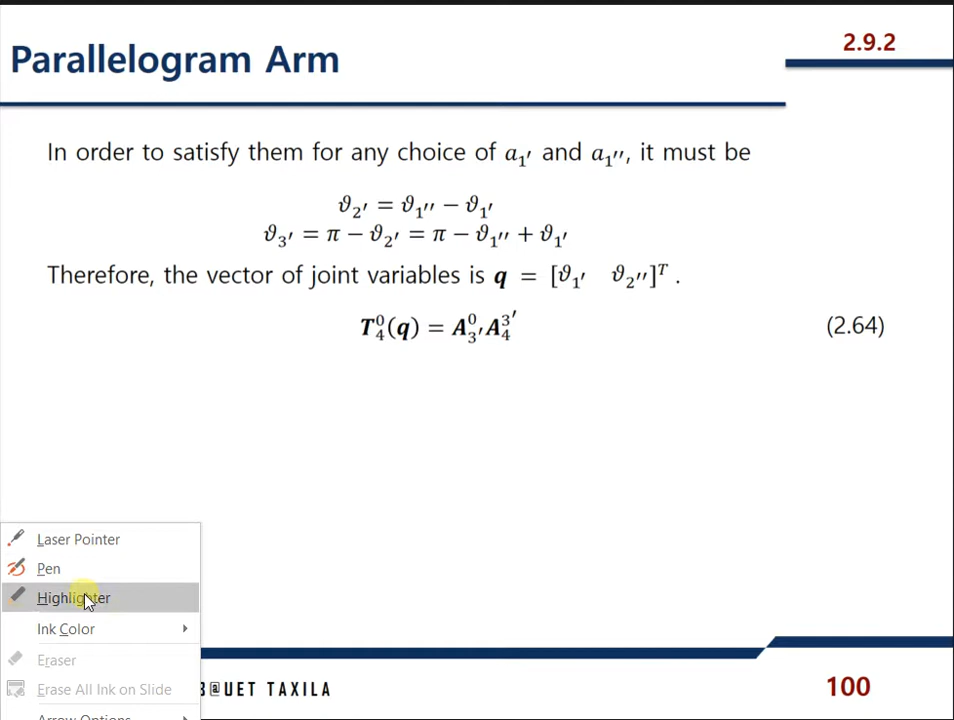 2.9.2
Parallelogram Arm
In order to satisfy them for any choice of a₁′ and a₁′′, it must be
ϑ₂′ = ϑ₁′′ − ϑ₁′
ϑ₃′ = π − ϑ₂′ = π − ϑ₁′′ + ϑ₁′
Therefore, the vector of joint variables is q = [ϑ₁′ ϑ₂′′]ᵀ .
T₄⁰(q) = A₃′⁰A₄³′ (2.64)
Laser Pointer
Pen
Highlighter
Ink Color
Eraser
Erase All Ink on Slide
Arrow Options
@UET TAXILA
100